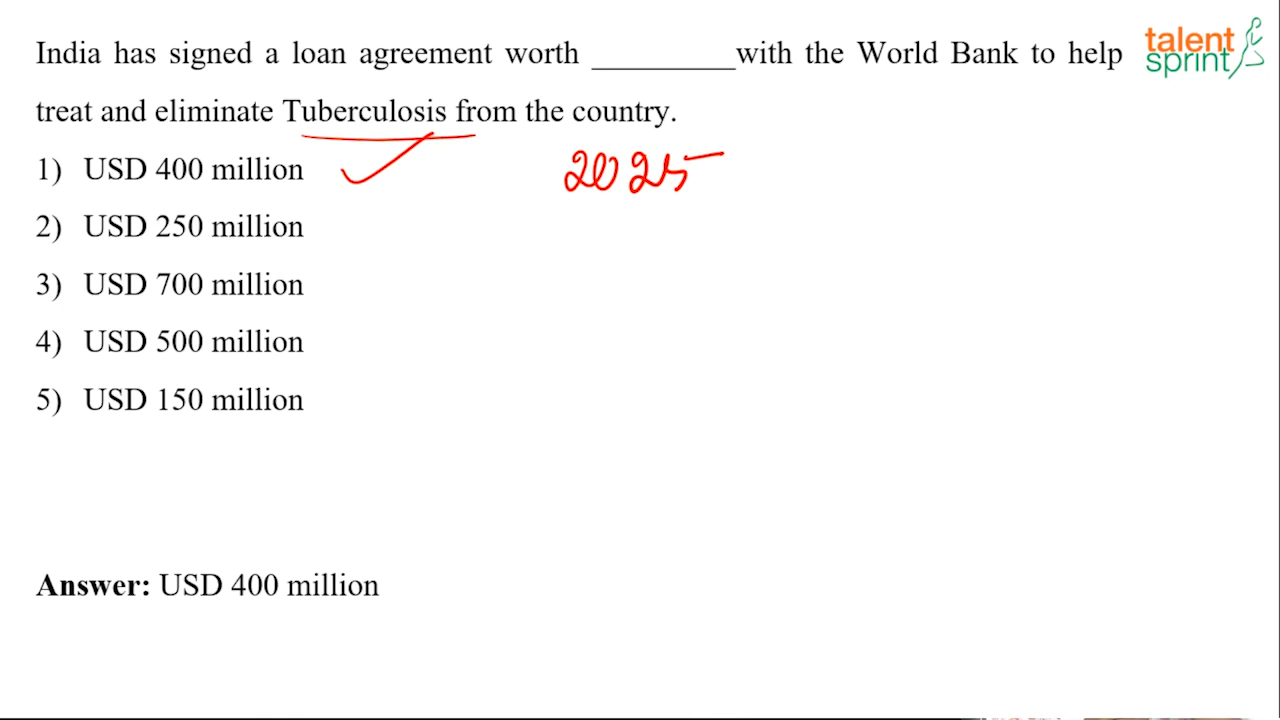 India has signed a loan agreement worth _________with the World Bank to help
treat and eliminate Tuberculosis from the country.
talent
sprint
1) USD 400 million
2025
2) USD 250 million
3) USD 700 million
4) USD 500 million
5) USD 150 million
Answer: USD 400 million